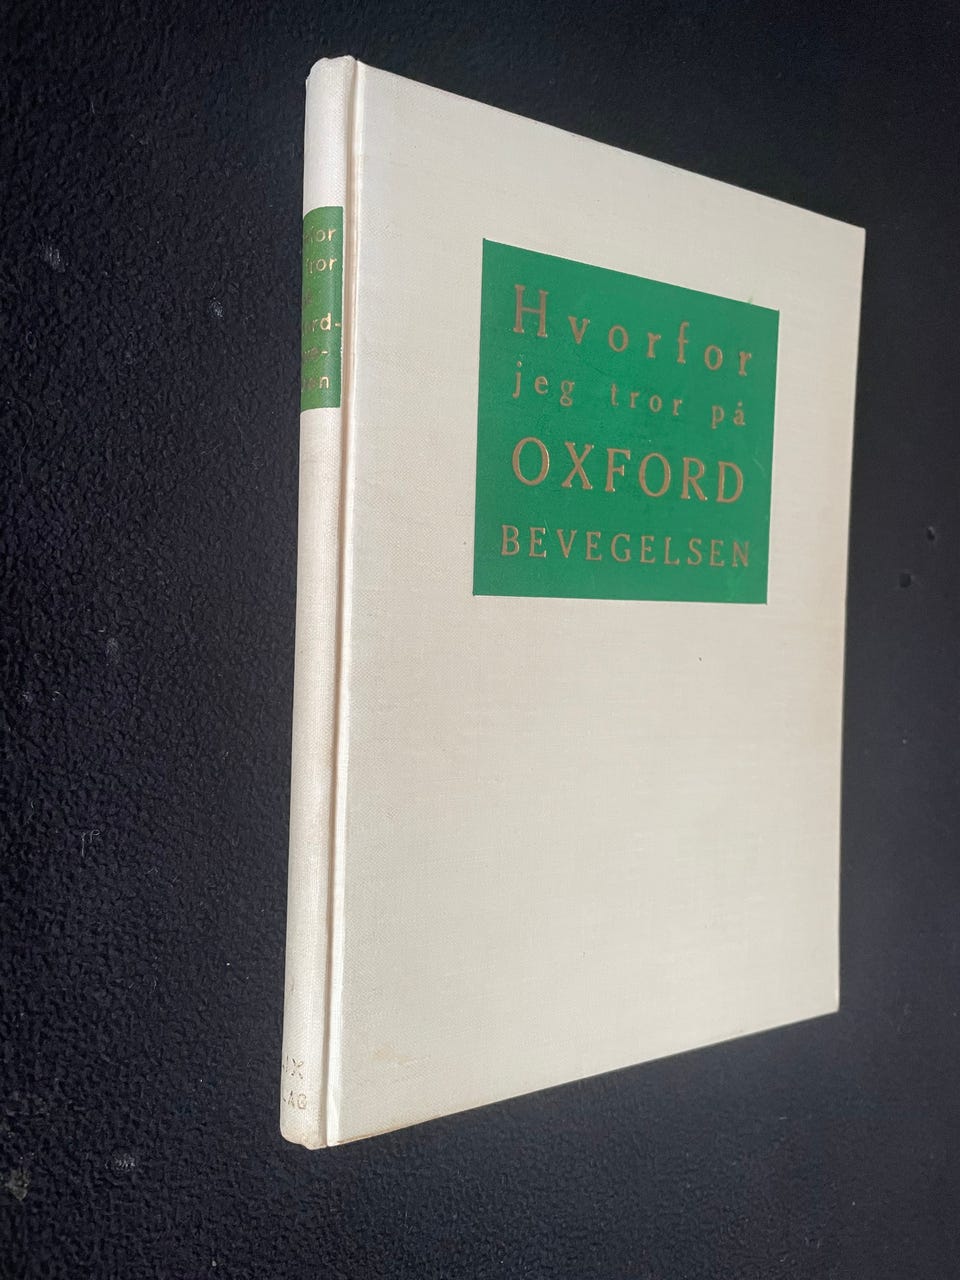 Hvorfor
jeg tror på
OXFORD
BEVEGELSEN